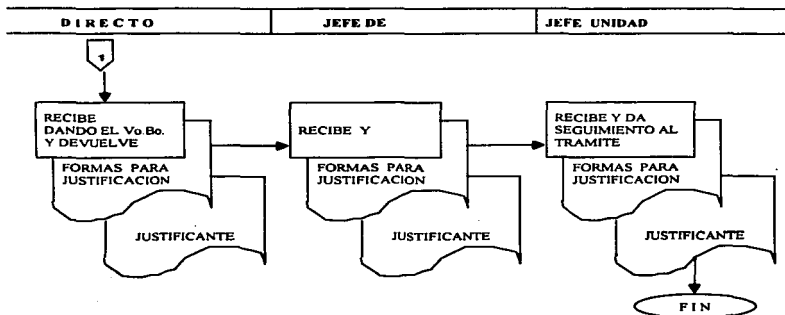 DIRECTO
JEFE DE
JEFE UNIDAD
1
RECIBE
DANDO EL Vo.Bo.
Y DEVUELVE
FORMAS PARA
JUSTIFICACION
JUSTIFICANTE
RECIBE Y
FORMAS PARA
JUSTIFICACION
JUSTIFICANTE
RECIBE Y DA
SEGUIMIENTO AL
TRAMITE
FORMAS PARA
JUSTIFICACION
JUSTIFICANTE
FIN